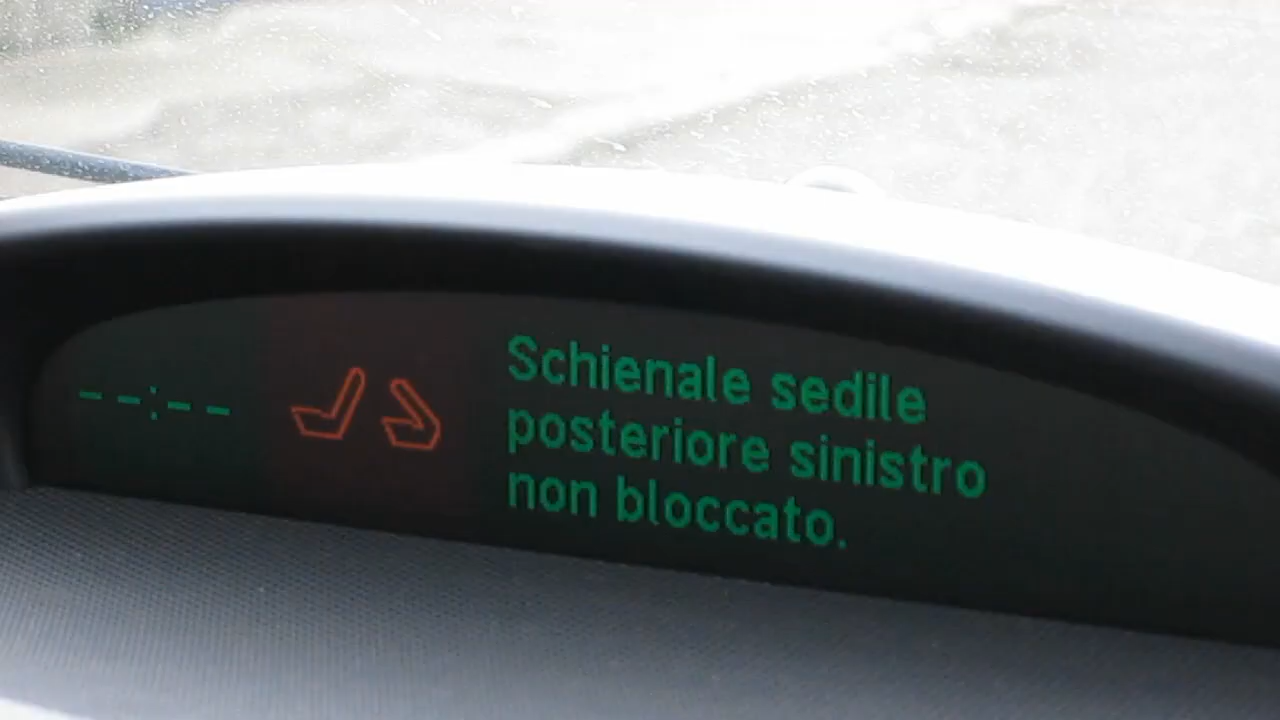 --:--
Schienale sedile
posteriore sinistro
non bloccato.